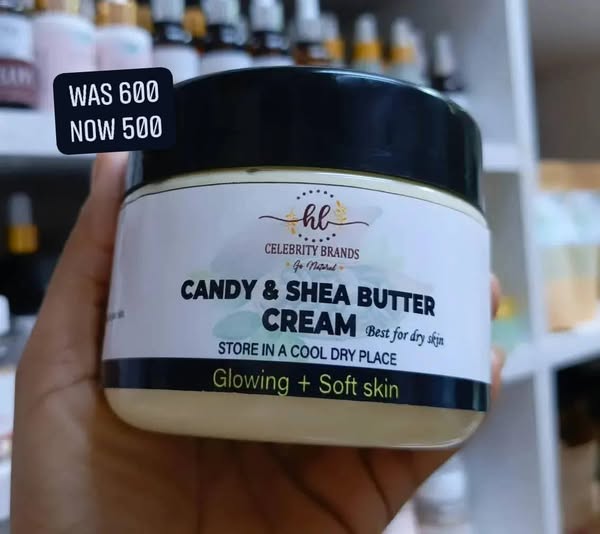 WAS 600
NOW 500
hl
CELEBRITY BRANDS
Go Natural
CANDY & SHEA BUTTER
CREAM Best for dry skin
STORE IN A COOL DRY PLACE
Glowing + Soft skin